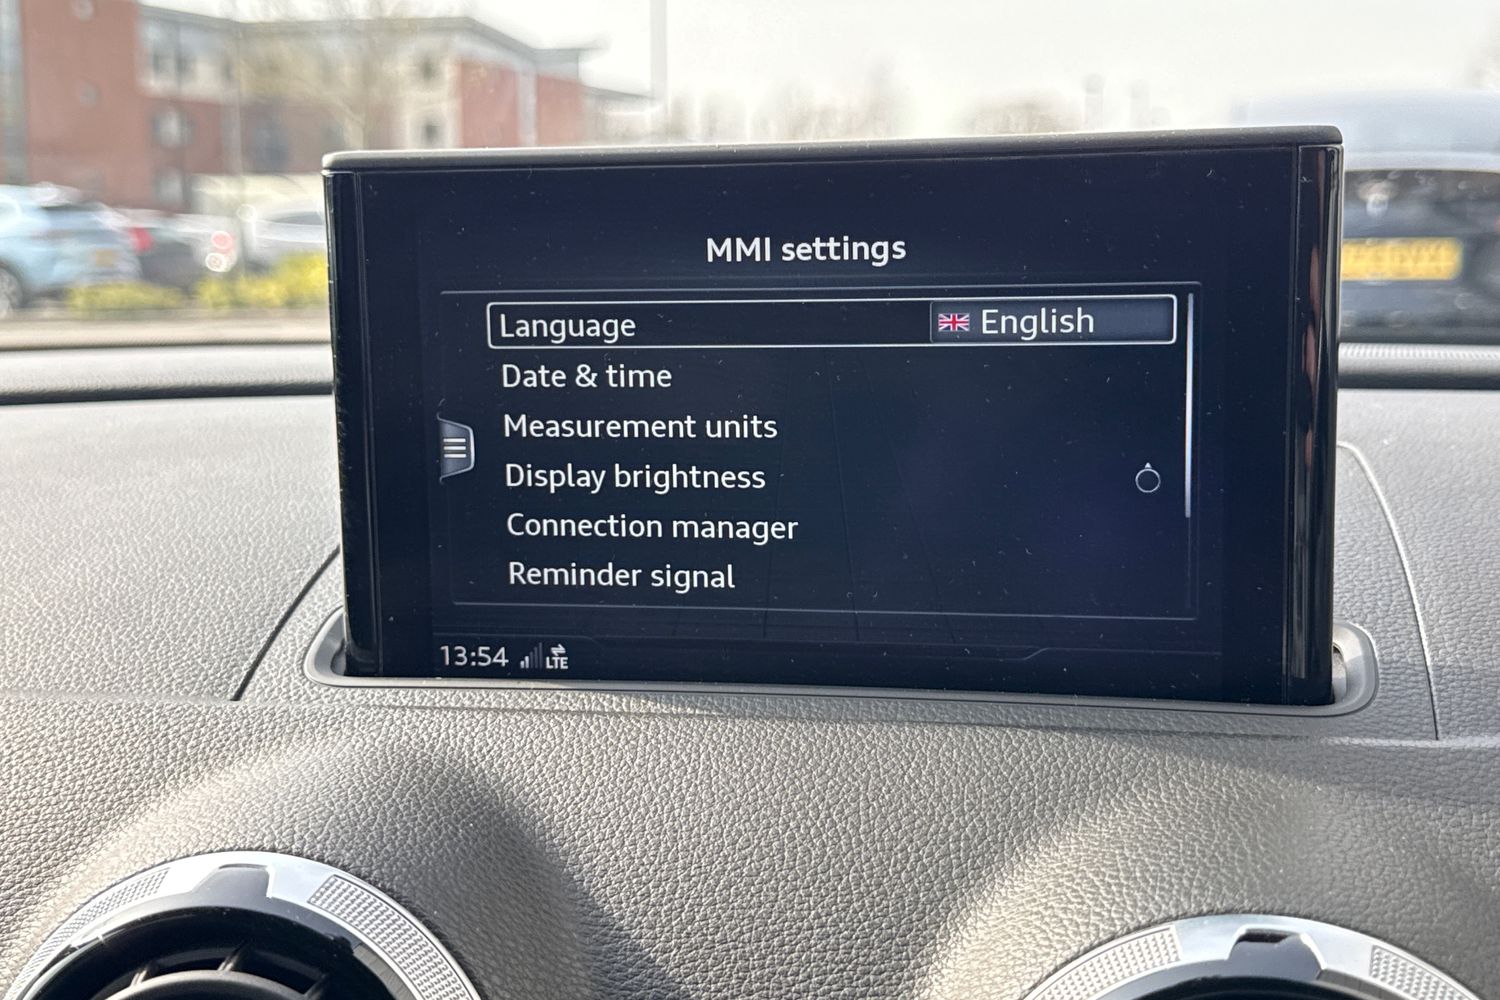 MMI settings
Language English
Date & time
Measurement units
Display brightness
Connection manager
Reminder signal
13:54 LTE